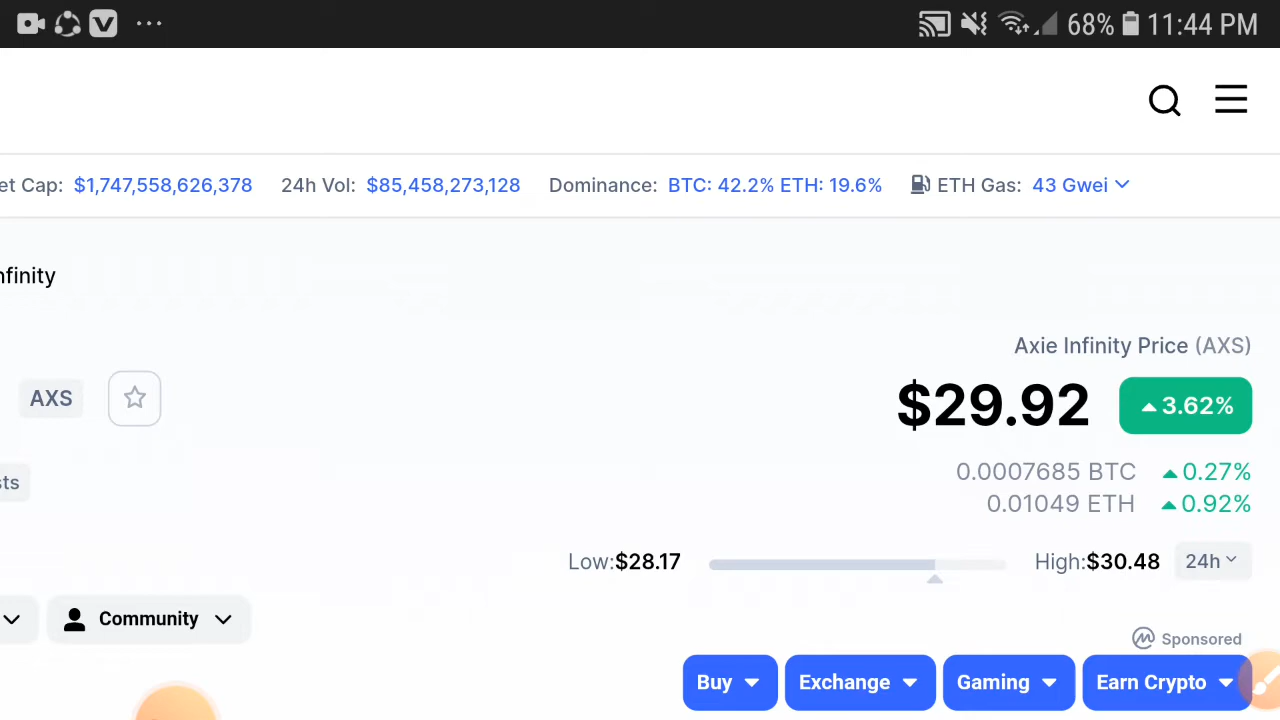 68% 11:44 PM
et Cap: $1,747,558,626,378 24h Vol: $85,458,273,128 Dominance: BTC: 42.2% ETH: 19.6% ETH Gas: 43 Gwei
nfinity
Axie Infinity Price (AXS)
AXS
$29.92 3.62%
0.0007685 BTC 0.27%
sts
0.01049 ETH 0.92%
Low:$28.17 High:$30.48 24h
Community
Sponsored
Buy Exchange Gaming Earn Crypto